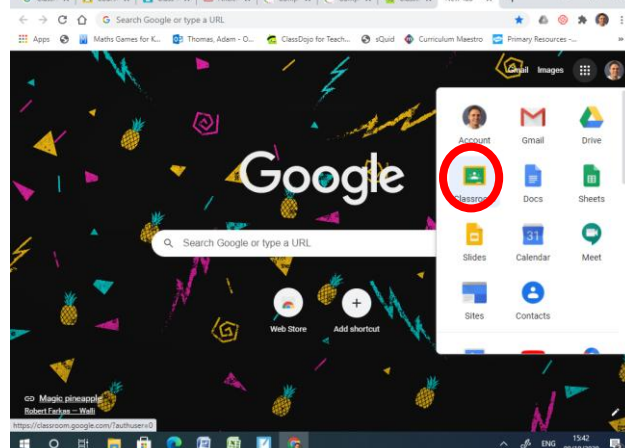 Search Google or type a URL
Apps
Maths Games for K...
Thomas, Adam - O...
ClassDojo for Teach...
sQuid
Curriculum Maestro
Primary Resources -...
»
Gmail Images
Account Gmail Drive
Classroom Docs Sheets
31
Slides Calendar Meet
Sites Contacts
Google
Search Google or type a URL
Web Store Add shortcut
Magic pineapple
Robert Farkas — Walli
https://classroom.google.com/?authuser=0
ENG
15:42